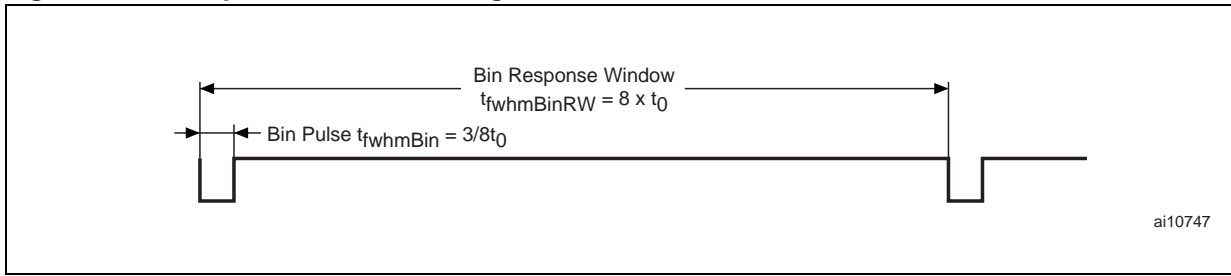 Bin Response Window
tfwhmBinRW = 8 x t0
Bin Pulse tfwhmBin = 3/8t0
ai10747